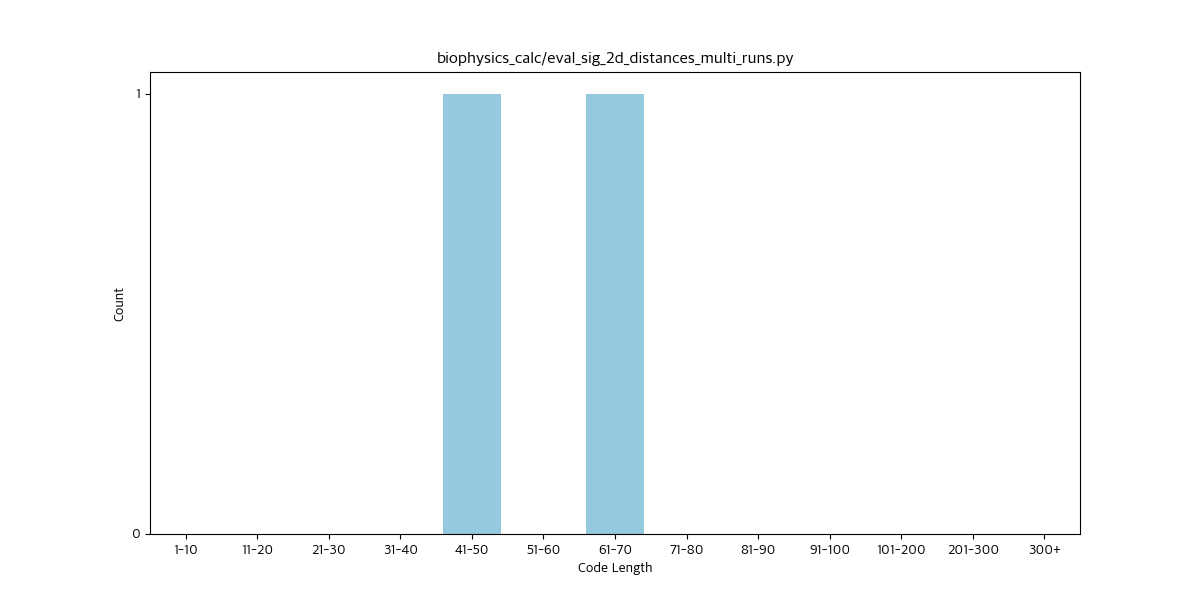 biophysics_calc/eval_sig_2d_distances_multi_runs.py
1
Count
0
1-10 11-20 21-30 31-40 41-50 51-60 61-70 71-80 81-90 91-100 101-200 201-300 300+
Code Length